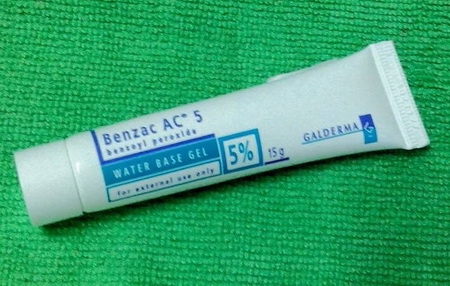 Benzac AC® 5
benzoyl peroxide
WATER BASE GEL
5%
15g
for external use only
GALDERMA